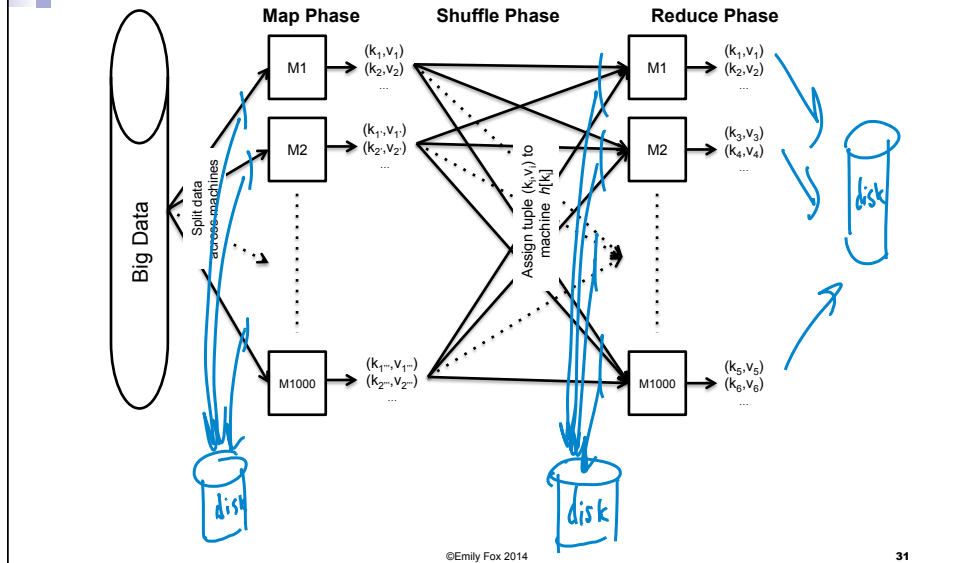 Map Phase
Shuffle Phase
Reduce Phase
Big Data
Split data
across machines
M1
(k₁,v₁)
(k₂,v₂)
...
M2
(k₁',v₁')
(k₂',v₂')
...
M1000
(k₁''',v₁''')
(k₂''',v₂''')
...
Assign tuple (kᵢ,vᵢ) to
machine h[kᵢ]
M1
(k₁,v₁)
(k₂,v₂)
...
M2
(k₃,v₃)
(k₄,v₄)
...
M1000
(k₅,v₅)
(k₆,v₆)
...
disk
disk
disk
©Emily Fox 2014
31